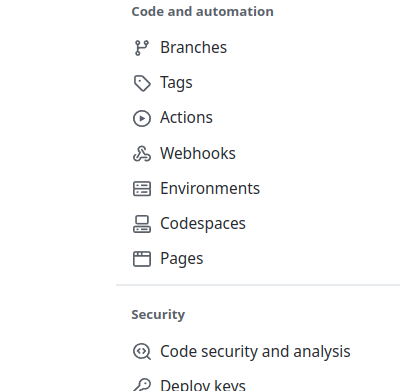 Code and automation
Branches
Tags
Actions
Webhooks
Environments
Codespaces
Pages
Security
Code security and analysis
Deploy keys